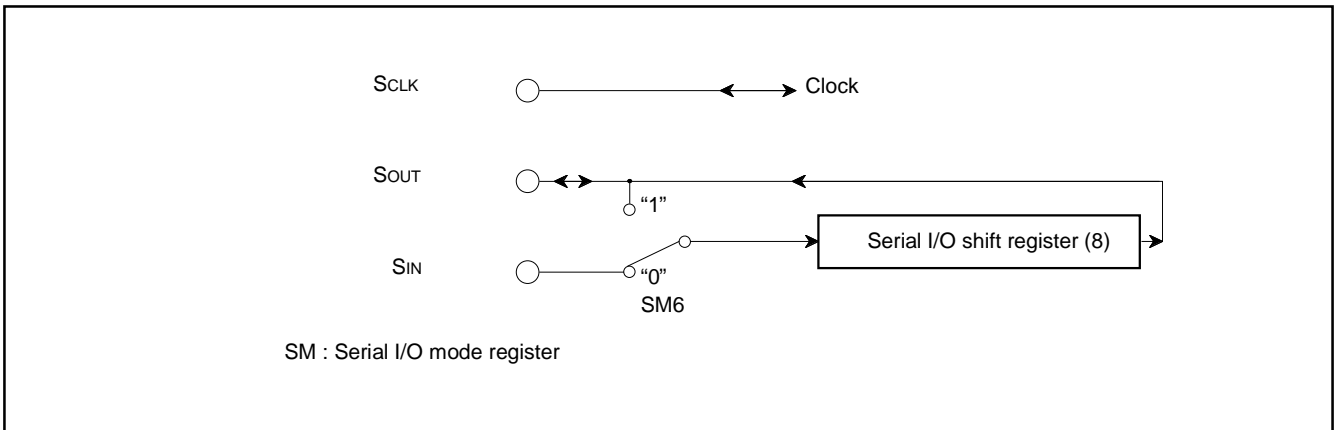 SCLK
Clock
SOUT
“1”
Serial I/O shift register (8)
SIN
“0”
SM6
SM : Serial I/O mode register